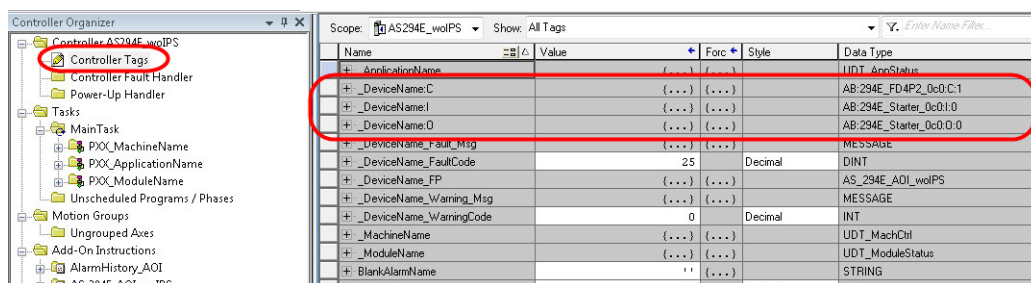 Controller Organizer
Controller AS294E_woIPS
Controller Tags
Controller Fault Handler
Power-Up Handler
Tasks
MainTask
PXX_MachineName
PXX_ApplicationName
PXX_ModuleName
Unscheduled Programs / Phases
Motion Groups
Ungrouped Axes
Add-On Instructions
AlarmHistory_AOI
Scope: AS294E_woIPS Show: All Tags Enter Name Filter...
Name Value Forc Style Data Type
_ApplicationName {...} {...} UDT_AppStatus
_DeviceName:C {...} {...} AB:294E_FD4P2_0c0:C:1
_DeviceName:I {...} {...} AB:294E_Starter_0c0:I:0
_DeviceName:O {...} {...} AB:294E_Starter_0c0:O:0
_DeviceName_Fault_Msg {...} {...} MESSAGE
_DeviceName_FaultCode 25 Decimal DINT
_DeviceName_FP {...} {...} AS_294E_AOI_woIPS
_DeviceName_Warning_Msg {...} {...} MESSAGE
_DeviceName_WarningCode 0 Decimal INT
_MachineName {...} {...} UDT_MachCtrl
_ModuleName {...} {...} UDT_ModuleStatus
BlankAlarmName '' {...} STRING